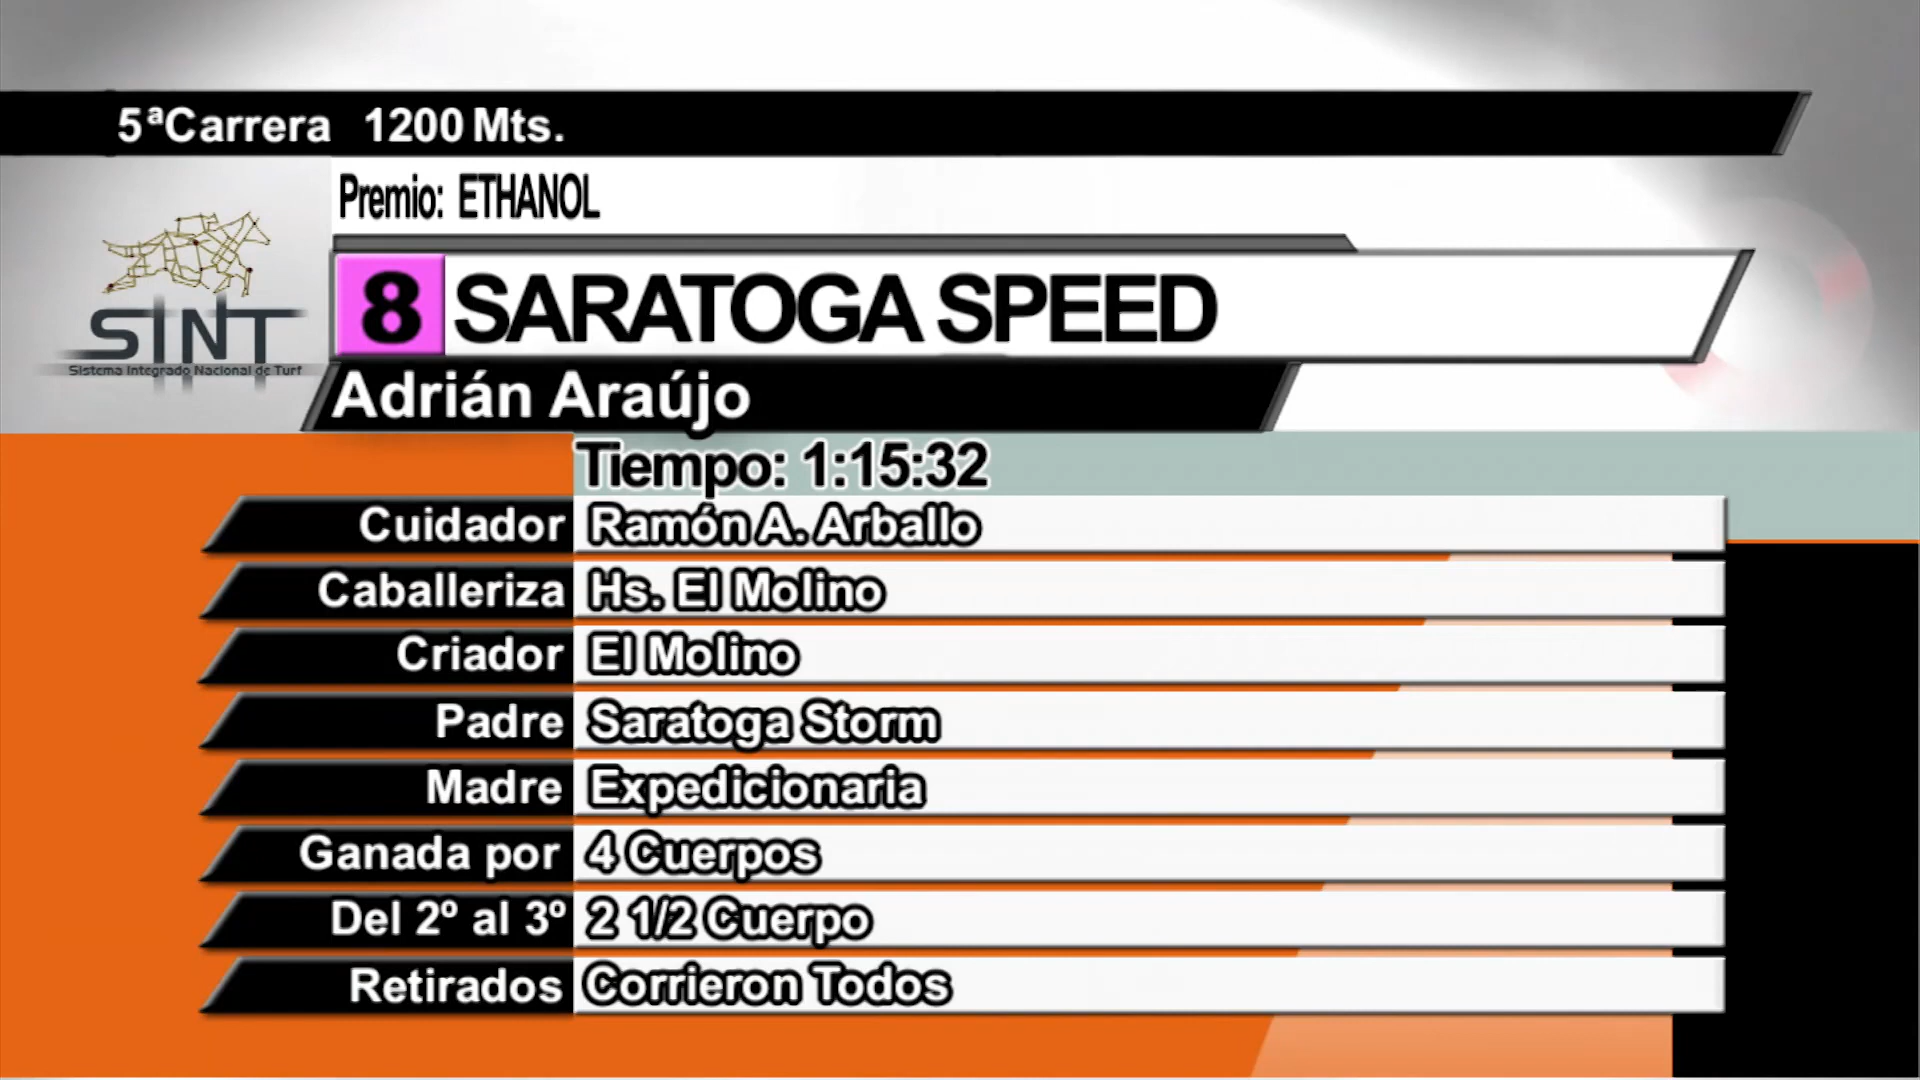 5ªCarrera 1200 Mts.
Premio: ETHANOL
8 SARATOGA SPEED
SINT
Sistema Integrado Nacional de Turf
Adrián Araújo
Tiempo: 1:15:32
Cuidador Ramón A. Arballo
Caballeriza Hs. El Molino
Criador El Molino
Padre Saratoga Storm
Madre Expedicionaria
Ganada por 4 Cuerpos
Del 2º al 3º 2 1/2 Cuerpo
Retirados Corrieron Todos